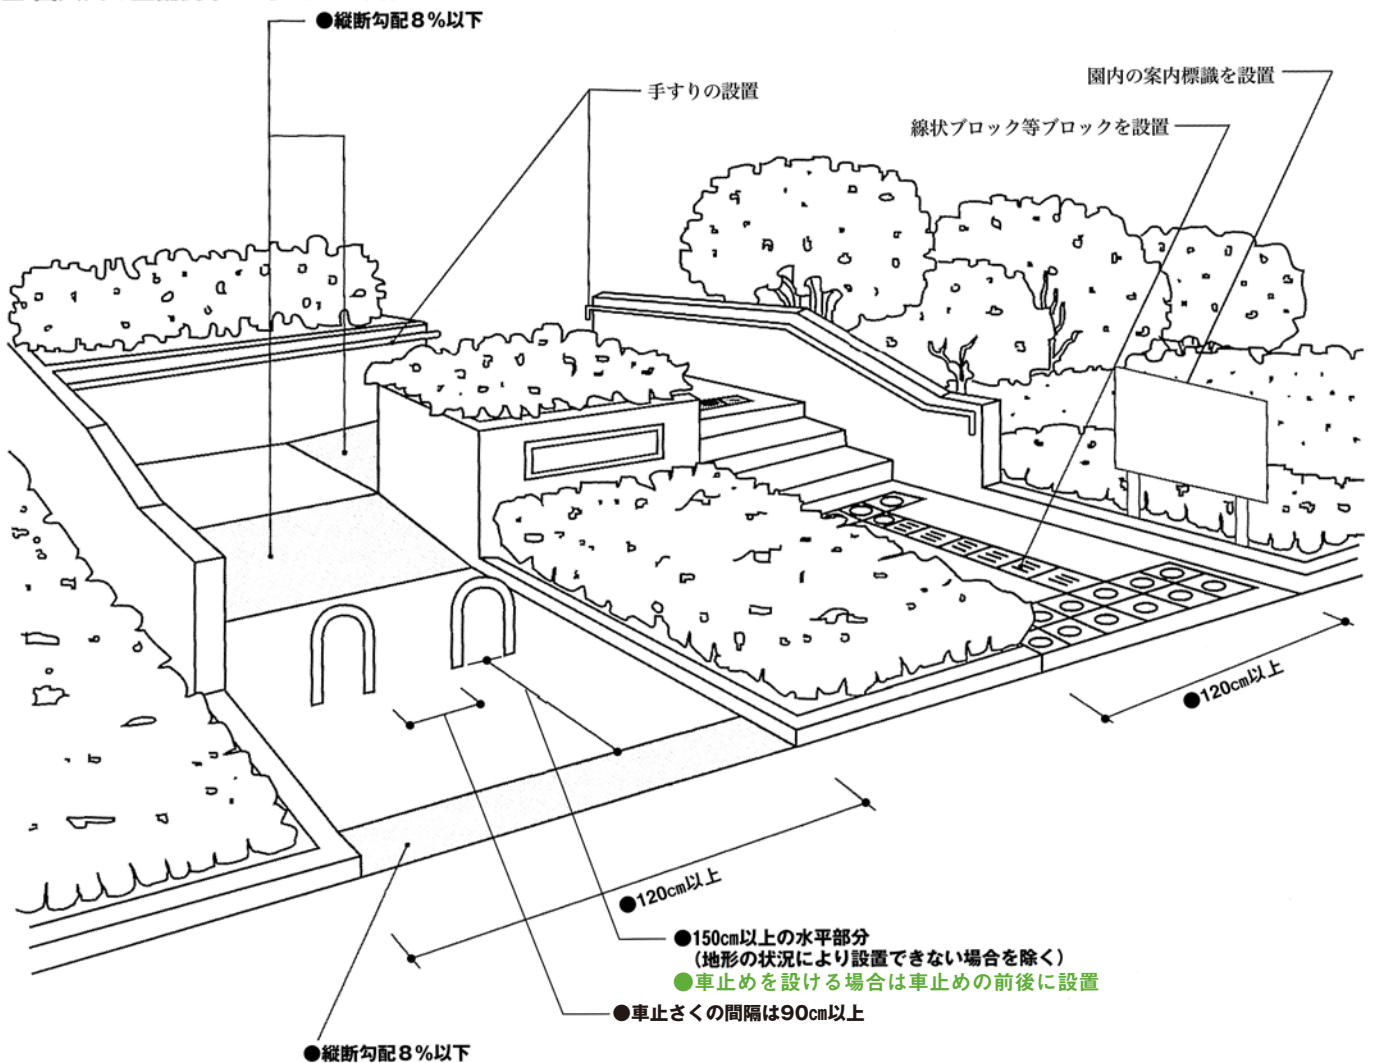 ●縦断勾配８％以下
手すりの設置
園内の案内標識を設置
線状ブロック等ブロックを設置
●120㎝以上
●120㎝以上
●150㎝以上の水平部分
（地形の状況により設置できない場合を除く）
●車止めを設ける場合は車止めの前後に設置
●車止さくの間隔は90㎝以上
●縦断勾配８％以下